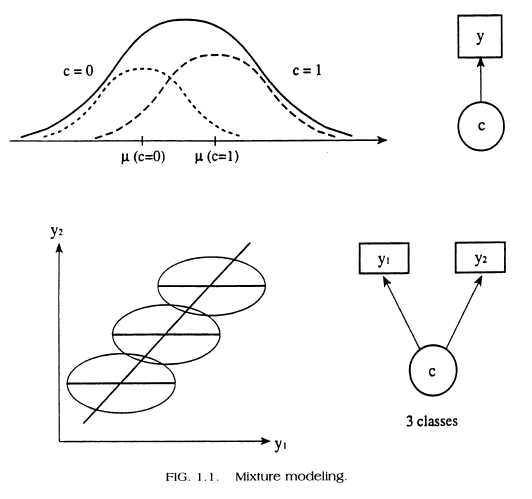 y
c = 0
c = 1
c
μ (c=0)
μ (c=1)
y2
y1
y2
c
3 classes
y1
FIG. 1.1. Mixture modeling.